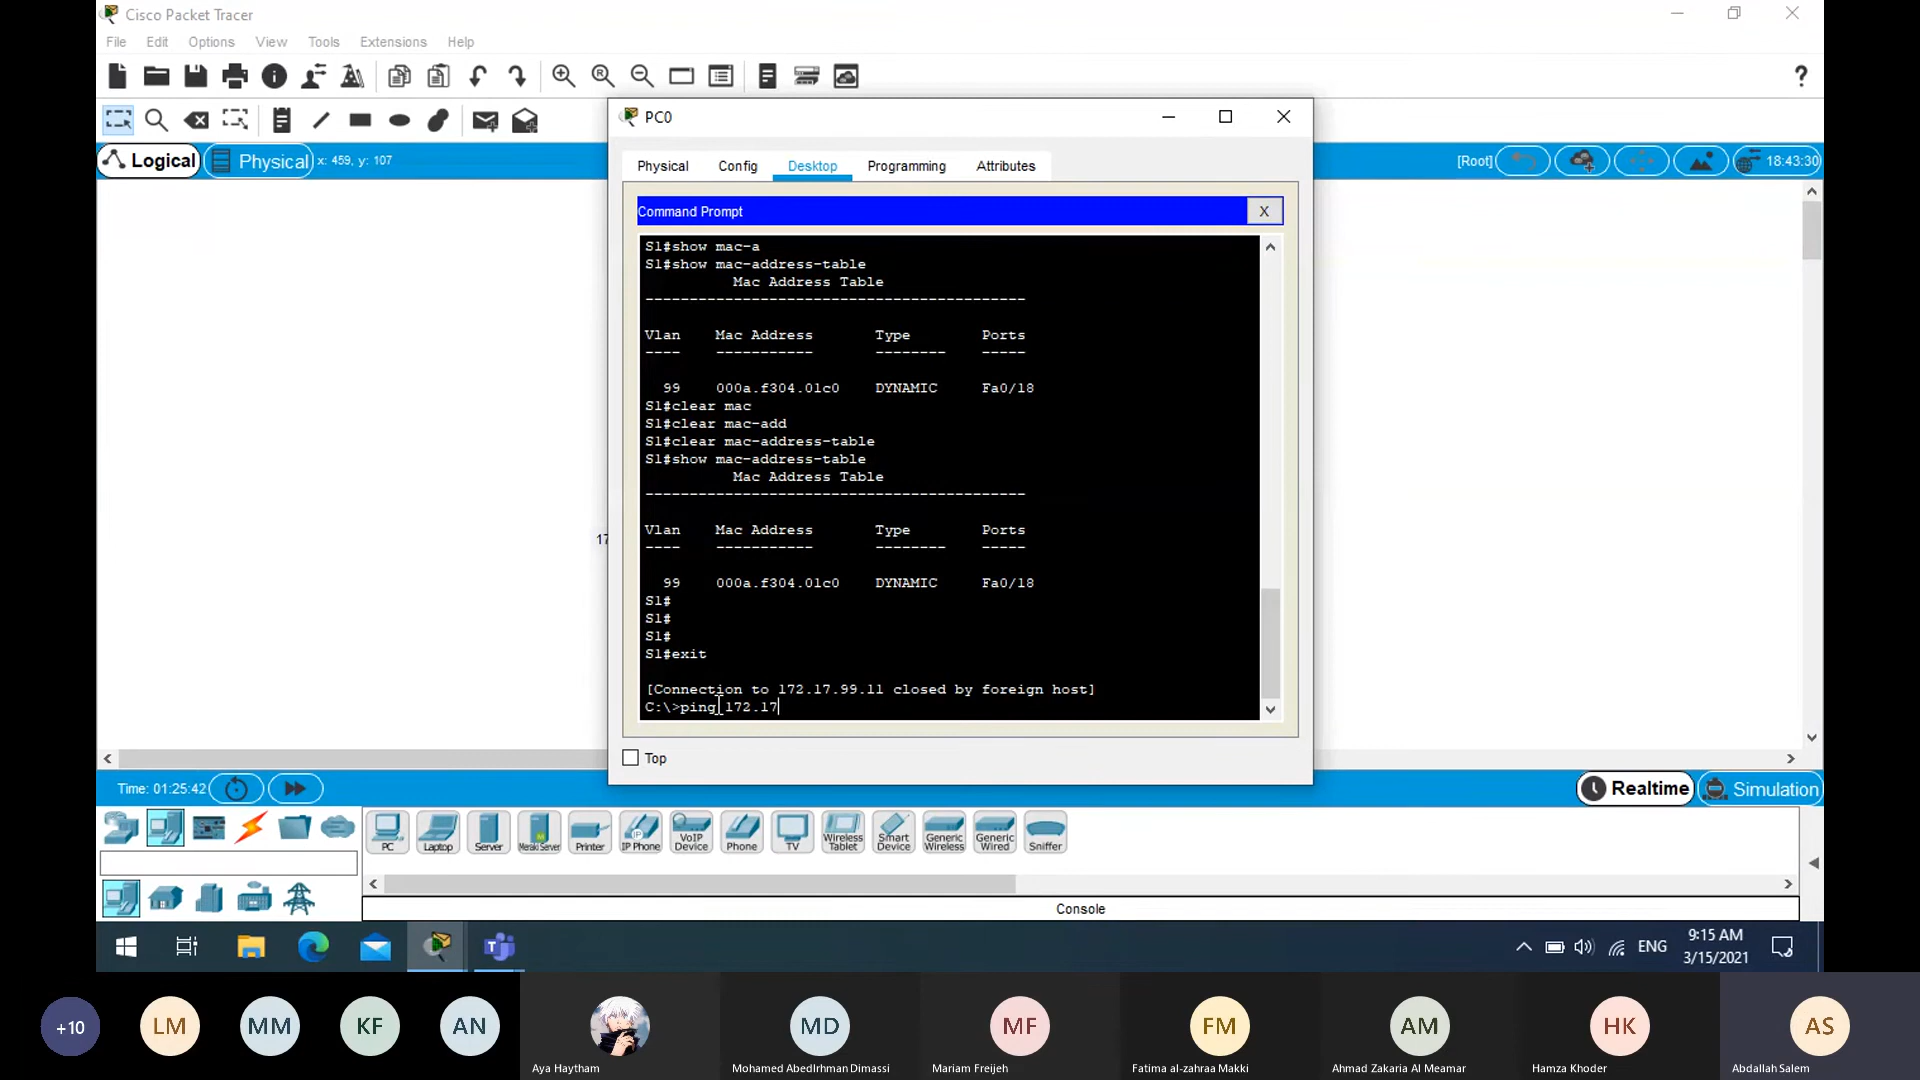 Cisco Packet Tracer
File Edit Options View Tools Extensions Help
Logical Physical x: 459, y: 107 [Root] 18:43:30
PC0
Physical Config Desktop Programming Attributes
Command Prompt X
S1#show mac-a
S1#show mac-address-table
Mac Address Table
-------------------------------------------
Vlan Mac Address Type Ports
---- ----------- -------- -----
99 000a.f304.01c0 DYNAMIC Fa0/18
S1#clear mac
S1#clear mac-add
S1#clear mac-address-table
S1#show mac-address-table
Mac Address Table
-------------------------------------------
Vlan Mac Address Type Ports
---- ----------- -------- -----
99 000a.f304.01c0 DYNAMIC Fa0/18
S1#
S1#
S1#
S1#exit
[Connection to 172.17.99.11 closed by foreign host]
C:\>ping 172.17
17
Top
Time: 01:25:42 Realtime Simulation
PC Laptop Server Meraki Server Printer IP Phone VoIP Device Phone TV Wireless Tablet Smart Device Generic Wireless Generic Wired Sniffer
Console
ENG 9:15 AM
3/15/2021
+10 LM MM KF AN MD MF FM AM HK AS
Aya Haytham Mohamed Abedlrhman Dimassi Mariam Freijeh Fatima al-zahraa Makki Ahmad Zakaria Al Meamar Hamza Khoder Abdallah Salem